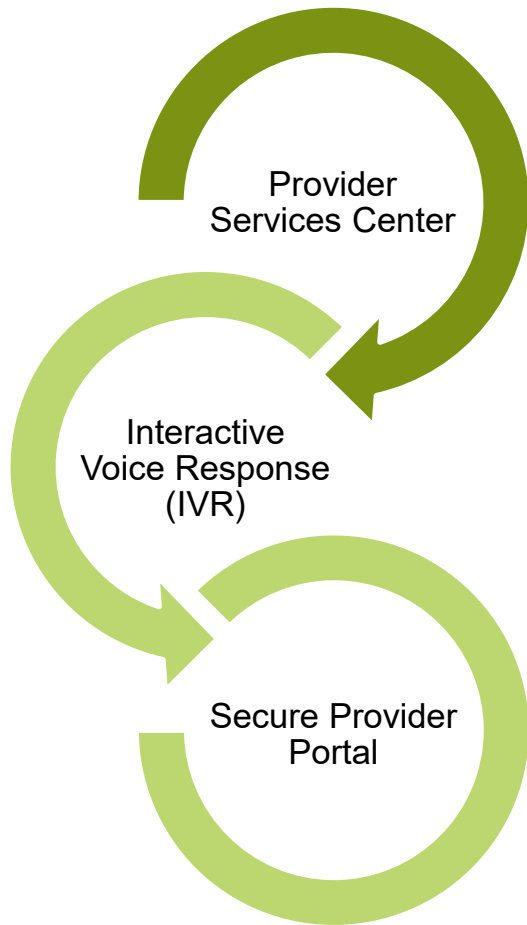 Provider
Services Center
Interactive
Voice Response
(IVR)
Secure Provider
Portal